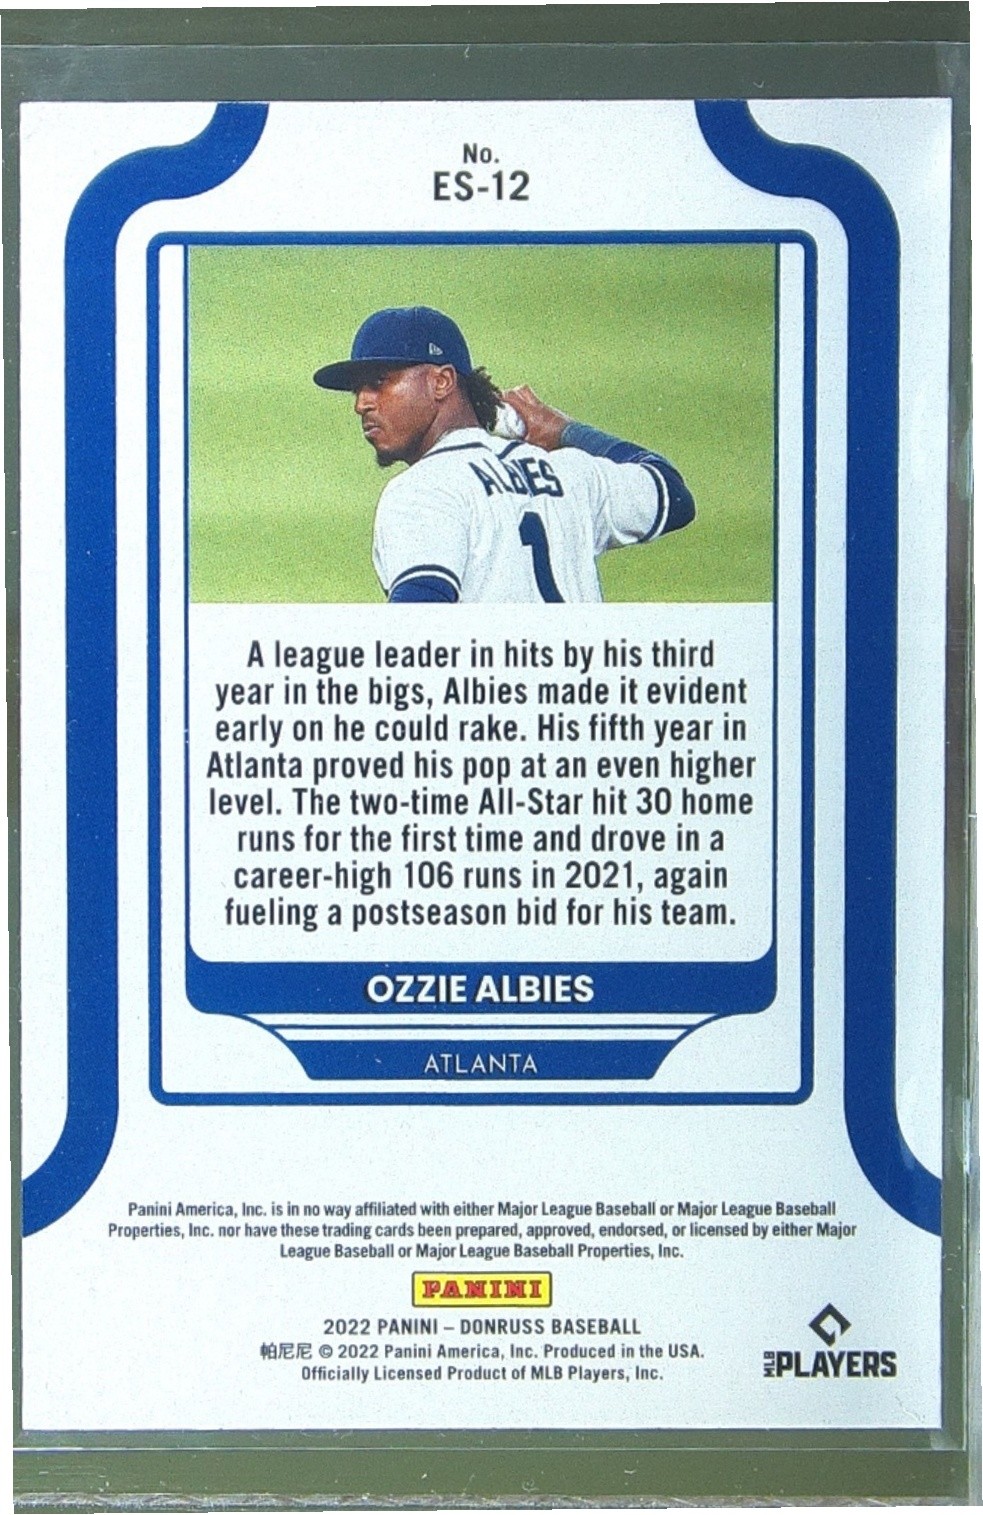 No.
ES-12
ALBIES
1
A league leader in hits by his third
year in the bigs, Albies made it evident
early on he could rake. His fifth year in
Atlanta proved his pop at an even higher
level. The two-time All-Star hit 30 home
runs for the first time and drove in a
career-high 106 runs in 2021, again
fueling a postseason bid for his team.
OZZIE ALBIES
ATLANTA
Panini America, Inc. is in no way affiliated with either Major League Baseball or Major League Baseball
Properties, Inc. nor have these trading cards been prepared, approved, endorsed, or licensed by either Major
League Baseball or Major League Baseball Properties, Inc.
PANINI
2022 PANINI – DONRUSS BASEBALL
帕尼尼 © 2022 Panini America, Inc. Produced in the USA.
Officially Licensed Product of MLB Players, Inc.
MLB PLAYERS